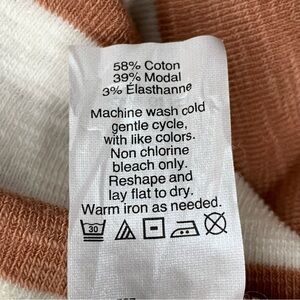 58% Coton
39% Modal
3% Élasthanne
Machine wash cold
gentle cycle,
with like colors.
Non chlorine
bleach only.
Reshape and
lay flat to dry.
Warm iron as needed.
30